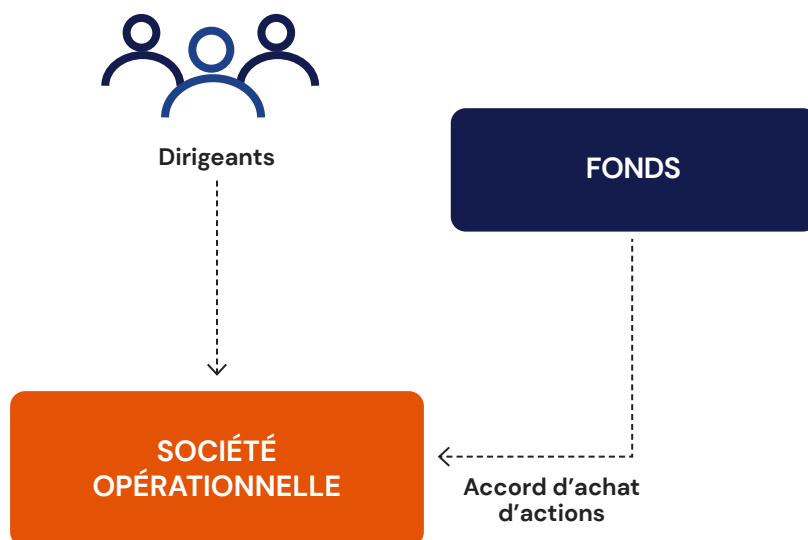 Dirigeants
FONDS
SOCIÉTÉ
OPÉRATIONNELLE
Accord d’achat
d’actions